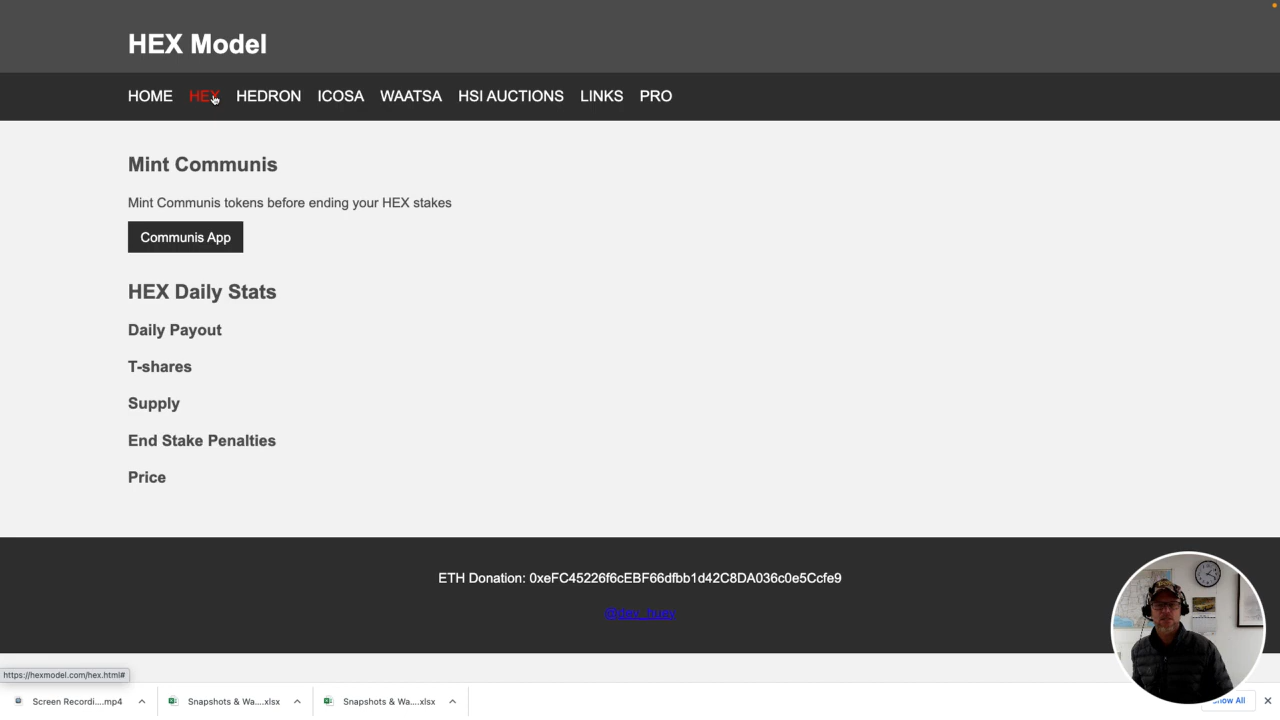 HEX Model
HOME HEX HEDRON ICOSA WAATSA HSI AUCTIONS LINKS PRO
Mint Communis
Mint Communis tokens before ending your HEX stakes
Communis App
HEX Daily Stats
Daily Payout
T-shares
Supply
End Stake Penalties
Price
ETH Donation: 0xeFC45226f6cEBF66dfbb1d42C8DA036c0e5Ccfe9
@dev_huey
https://hexmodel.com/hex.html#
Screen Recordi....mp4
Snapshots & Wa....xlsx
Snapshots & Wa....xlsx
Show All